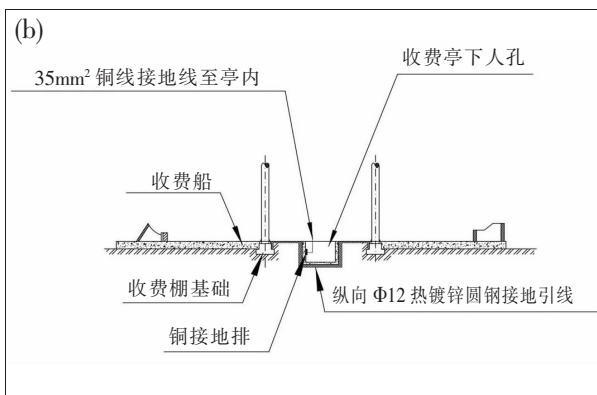 (b)
收费亭下人孔
35mm² 铜线接地线至亭内
收费船
收费棚基础
纵向 Φ12 热镀锌圆钢接地引线
铜接地排